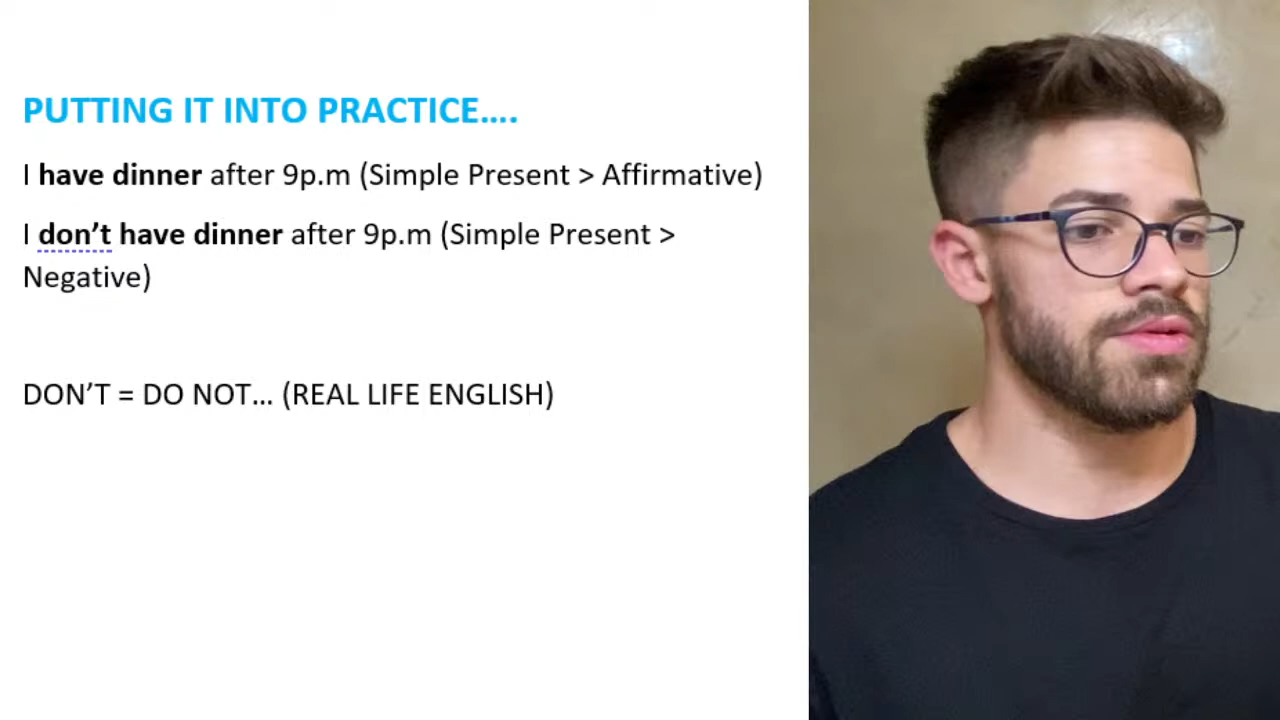 PUTTING IT INTO PRACTICE....
I have dinner after 9p.m (Simple Present > Affirmative)
I don’t have dinner after 9p.m (Simple Present >
Negative)
DON’T = DO NOT... (REAL LIFE ENGLISH)